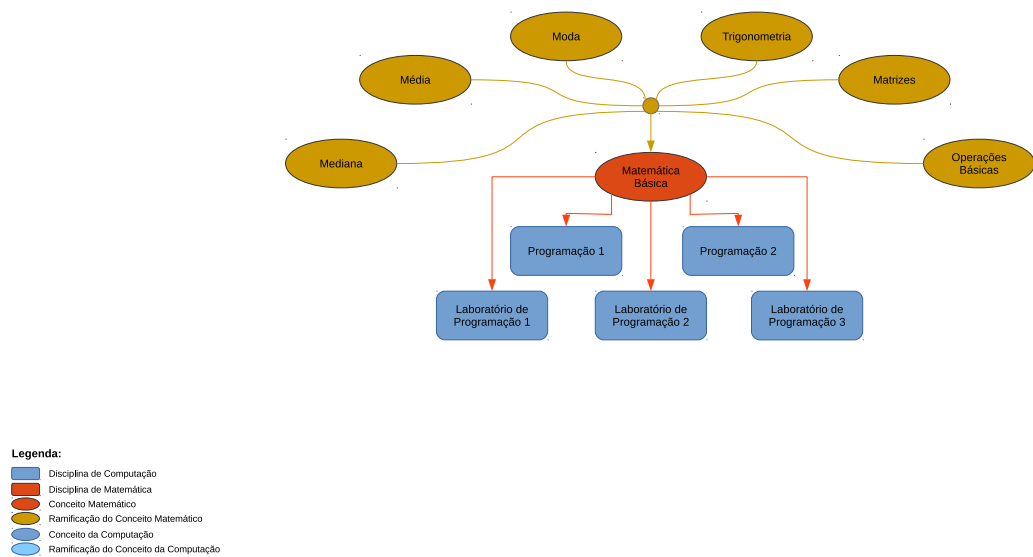 Moda
Trigonometria
Média
Matrizes
Mediana
Matemática
Básica
Operações
Básicas
Programação 1
Programação 2
Laboratório de
Programação 1
Laboratório de
Programação 2
Laboratório de
Programação 3
Legenda:
Disciplina de Computação
Disciplina de Matemática
Conceito Matemático
Ramificação do Conceito Matemático
Conceito da Computação
Ramificação do Conceito da Computação